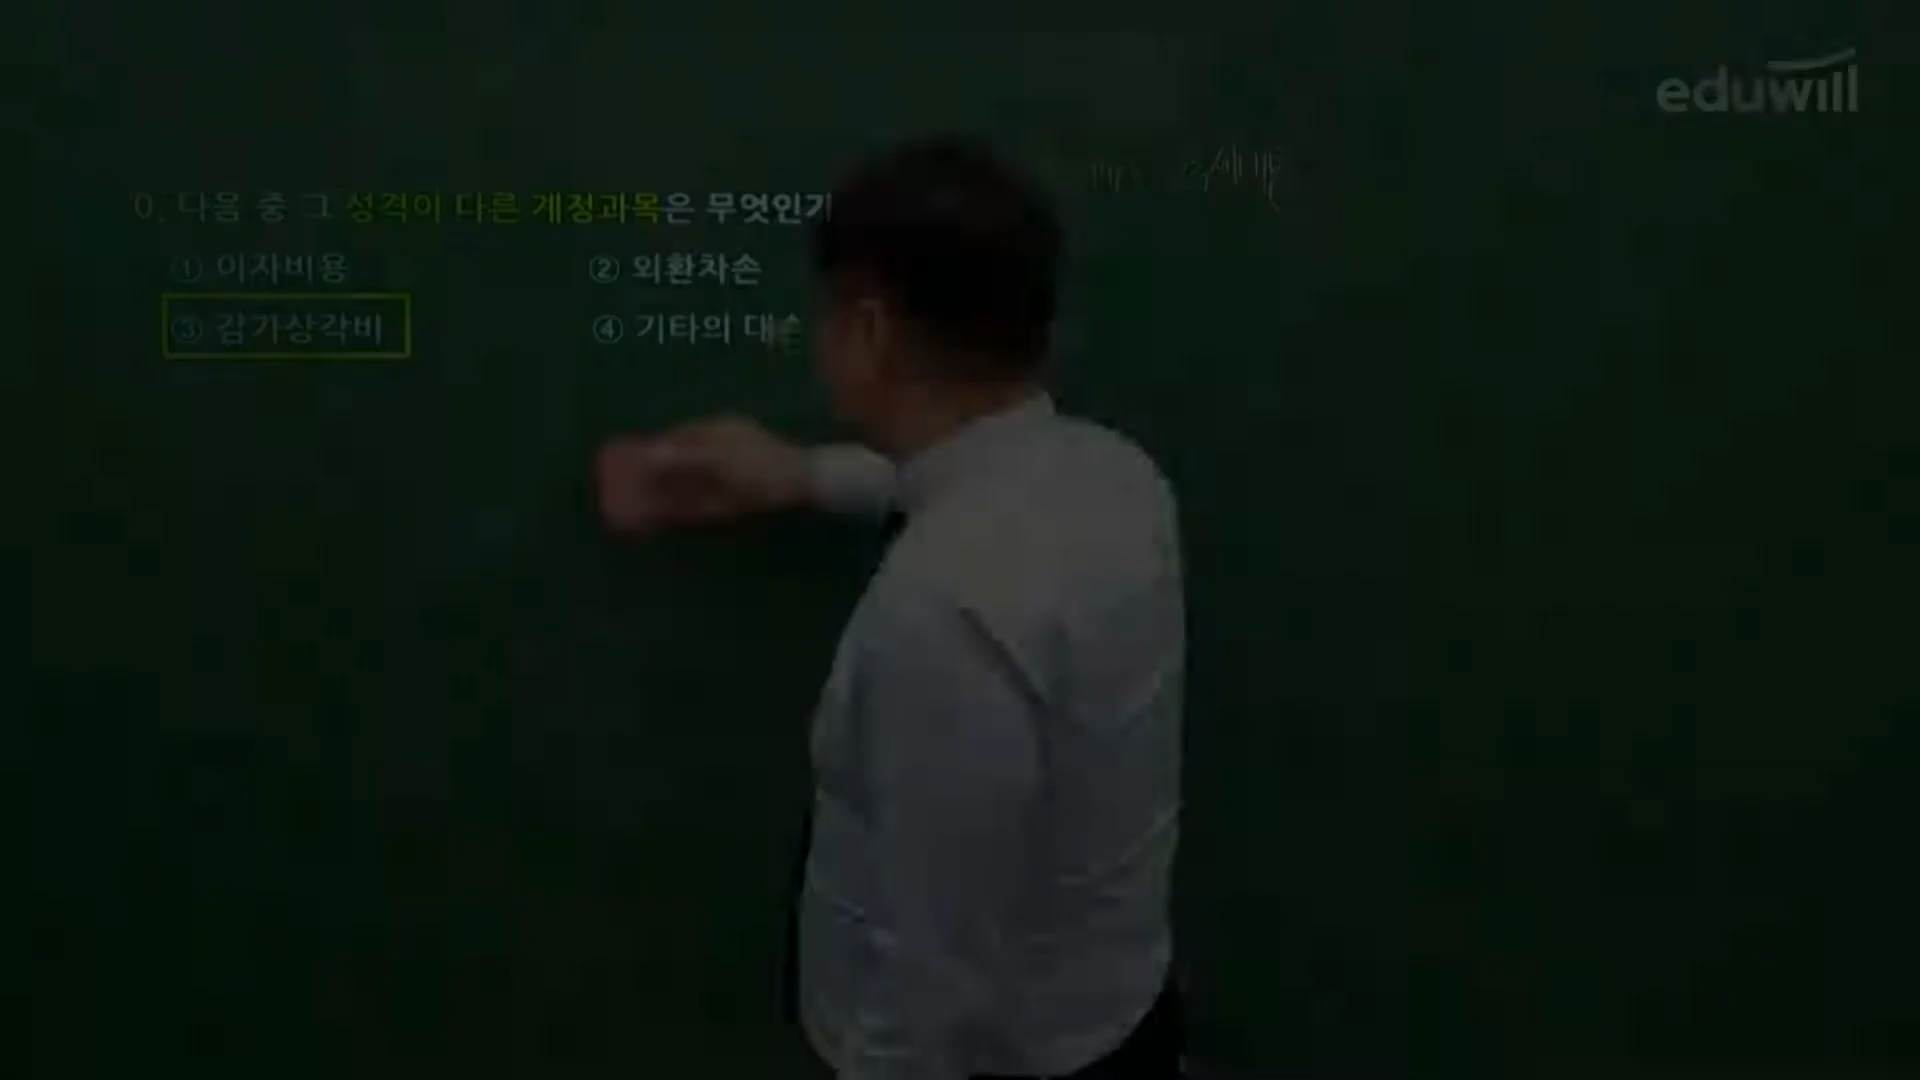 eduwill
0. 다음 중 그 성격이 다른 계정과목은 무엇인가
① 이자비용 ② 외환차손
③ 감가상각비 ④ 기타의 대손